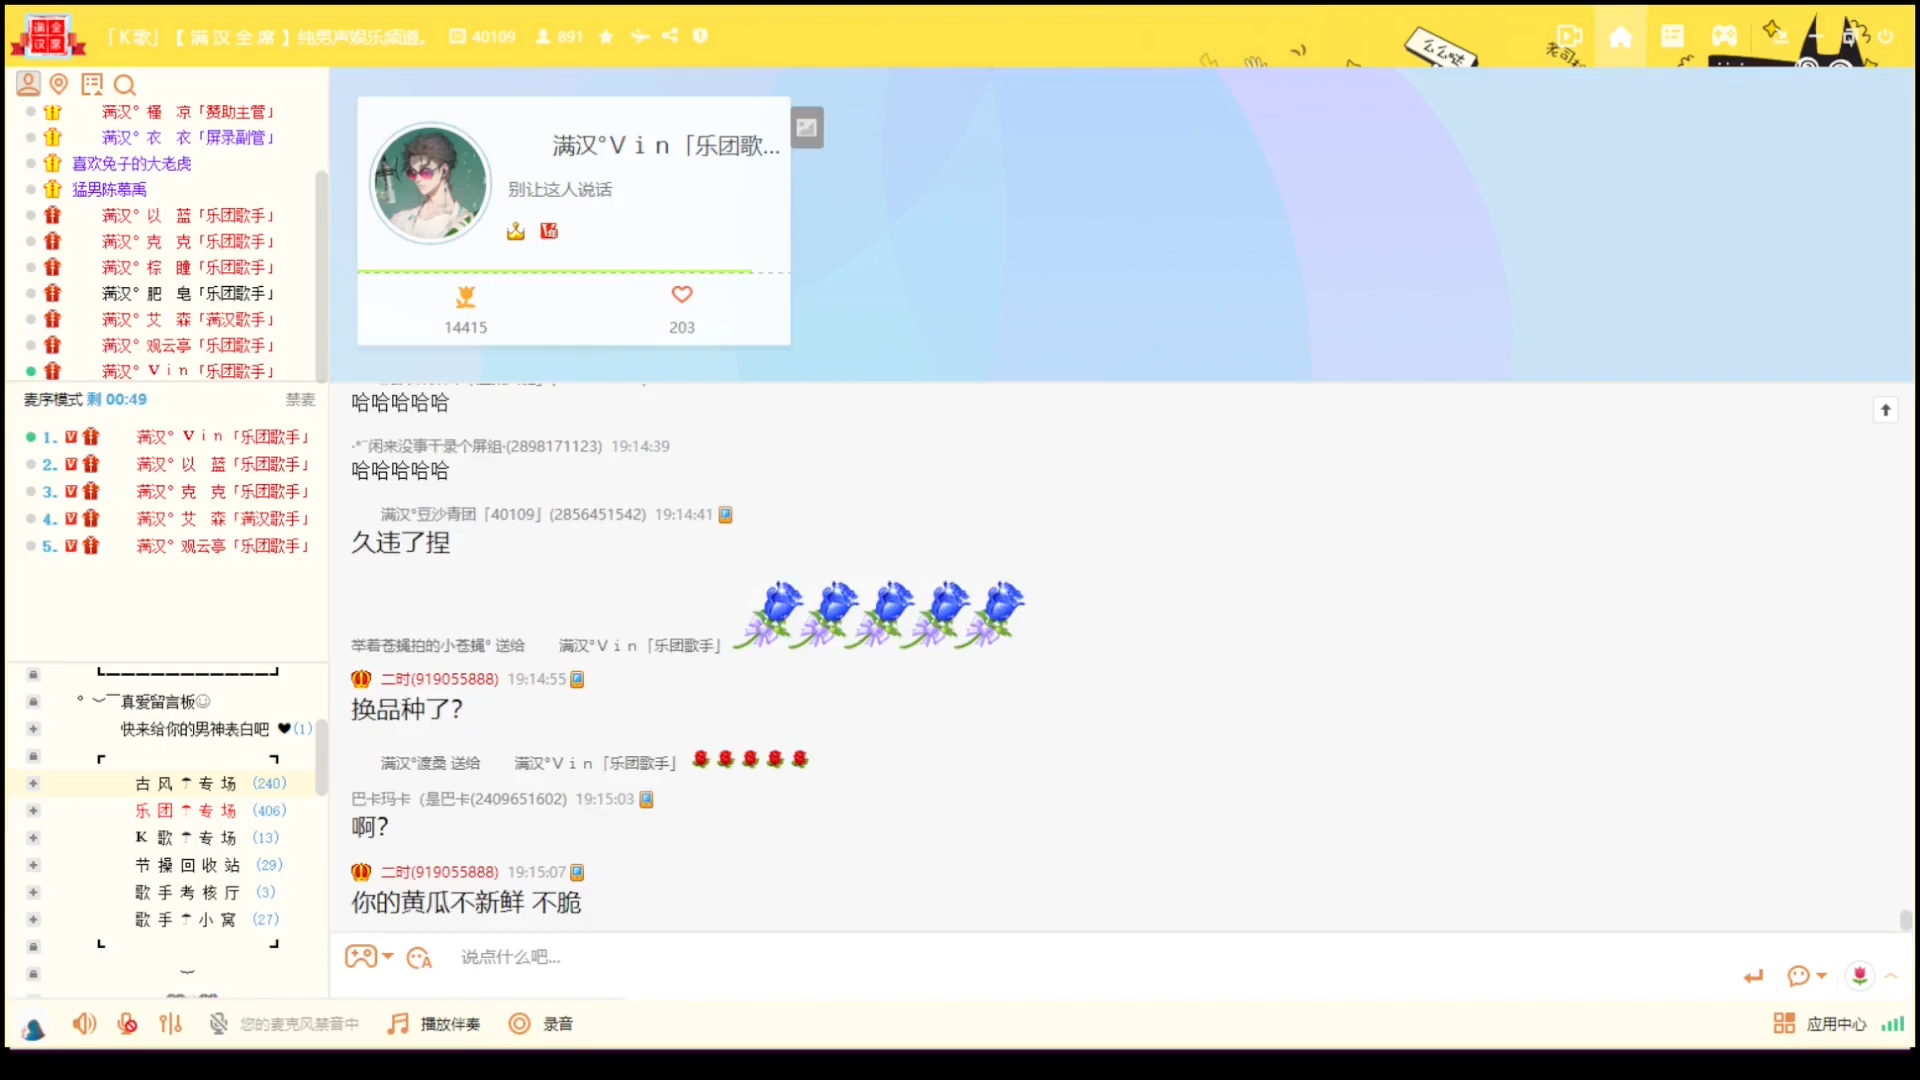 满汉全席
「K歌」【 满 汉 全 席 】纯男声娱乐频道。 40109 891
么么哒
满汉° 槿 凉「赞助主管」
满汉° 衣 衣「屏录副管」
喜欢兔子的大老虎
猛男陈慕禹
满汉° 以 蓝「乐团歌手」
满汉° 克 克「乐团歌手」
满汉° 棕 瞳「乐团歌手」
满汉° 肥 皂「乐团歌手」
满汉° 艾 森「满汉歌手」
满汉° 观云亭「乐团歌手」
满汉° V i n「乐团歌手」
麦序模式 剩 00:49 禁麦
1. 满汉° V i n「乐团歌手」
2. 满汉° 以 蓝「乐团歌手」
3. 满汉° 克 克「乐团歌手」
4. 满汉° 艾 森「满汉歌手」
5. 满汉° 观云亭「乐团歌手」
真爱留言板
快来给你的男神表白吧 ❤(1)
古 风 ☂ 专 场 (240)
乐 团 ☂ 专 场 (406)
K 歌 ☂ 专 场 (13)
节 操 回 收 站 (29)
歌 手 考 核 厅 (3)
歌 手 ☂ 小 窝 (27)
满汉°V i n「乐团歌...
别让这人说话
14415 203
哈哈哈哈哈
·*¨闲来没事干录个屏组·(2898171123) 19:14:39
哈哈哈哈哈
满汉°豆沙青团「40109」(2856451542) 19:14:41
久违了捏
举着苍蝇拍的小苍蝇° 送给 满汉°V i n「乐团歌手」
二时(919055888) 19:14:55
换品种了?
满汉°渡桑 送给 满汉°V i n「乐团歌手」
巴卡玛卡（是巴卡(2409651602) 19:15:03
啊?
二时(919055888) 19:15:07
你的黄瓜不新鲜 不脆
说点什么吧...
您的麦克风禁音中 播放伴奏 录音 应用中心